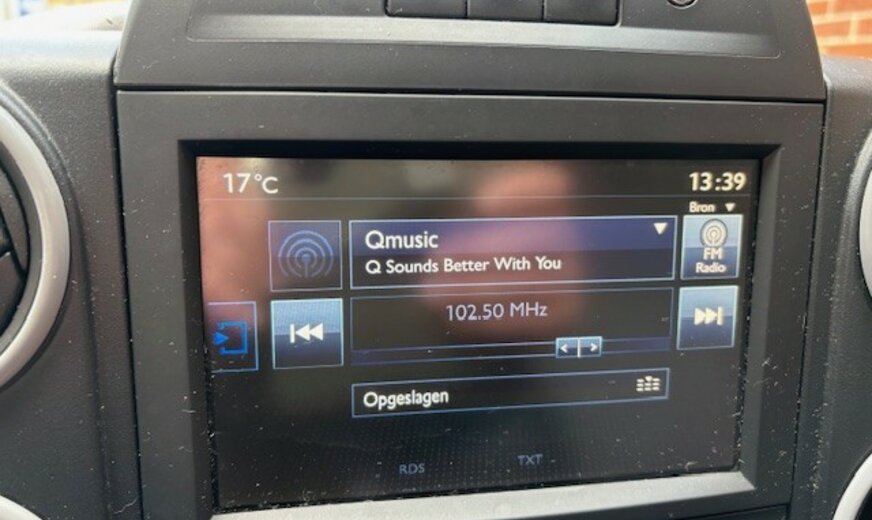 17°C
13:39
Bron
Qmusic
Q Sounds Better With You
FM
Radio
102.50 MHz
Opgeslagen
RDS
TXT